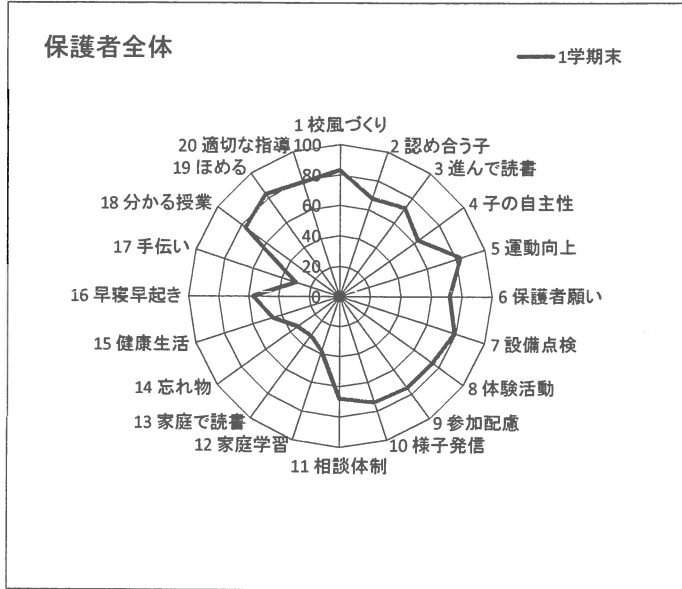 保護者全体
1学期末
1 校風づくり
2 認め合う子
3 進んで読書
4 子の自主性
5 運動向上
6 保護者願い
7 設備点検
8 体験活動
9 参加配慮
10 様子発信
11 相談体制
12 家庭学習
13 家庭で読書
14 忘れ物
15 健康生活
16 早寝早起き
17 手伝い
18 分かる授業
19 ほめる
20 適切な指導
100
80
60
40
20
0